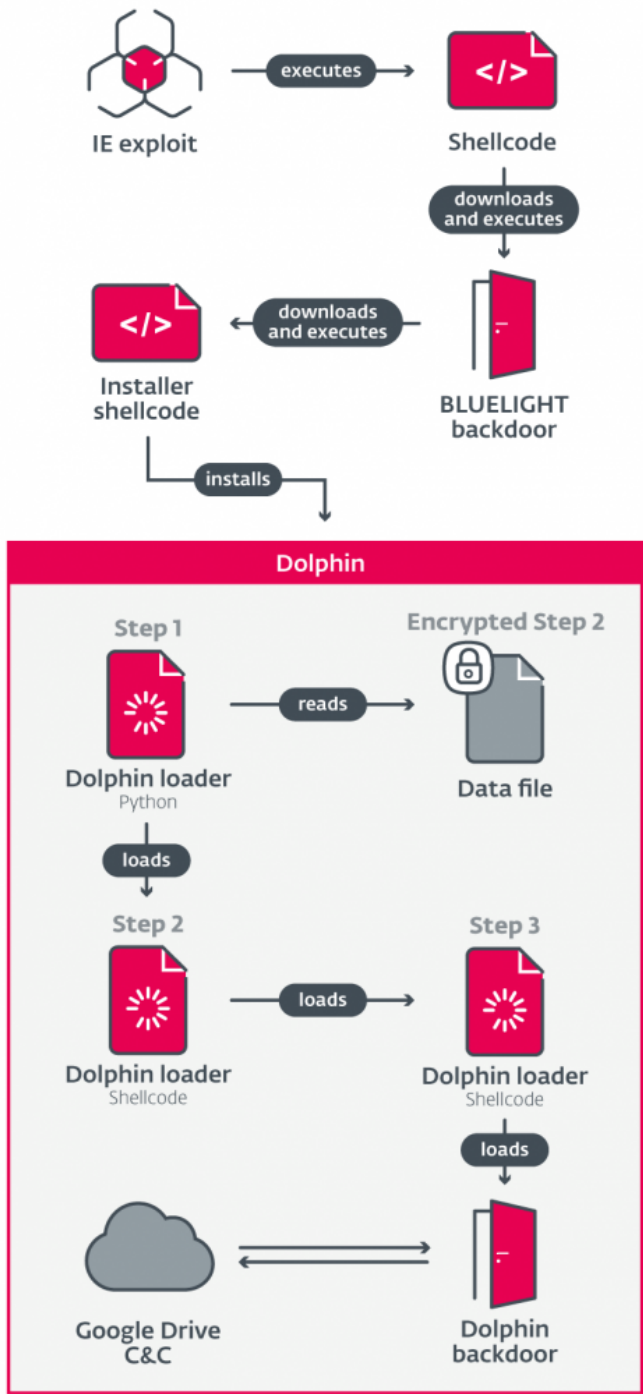 executes
</>
IE exploit
Shellcode
downloads
and executes
</>
downloads
and executes
Installer
shellcode
BLUELIGHT
backdoor
installs
Dolphin
Step 1
Encrypted Step 2
reads
Dolphin loader
Python
Data file
loads
Step 2
Step 3
loads
Dolphin loader
Shellcode
Dolphin loader
Shellcode
loads
Google Drive
C&C
Dolphin
backdoor